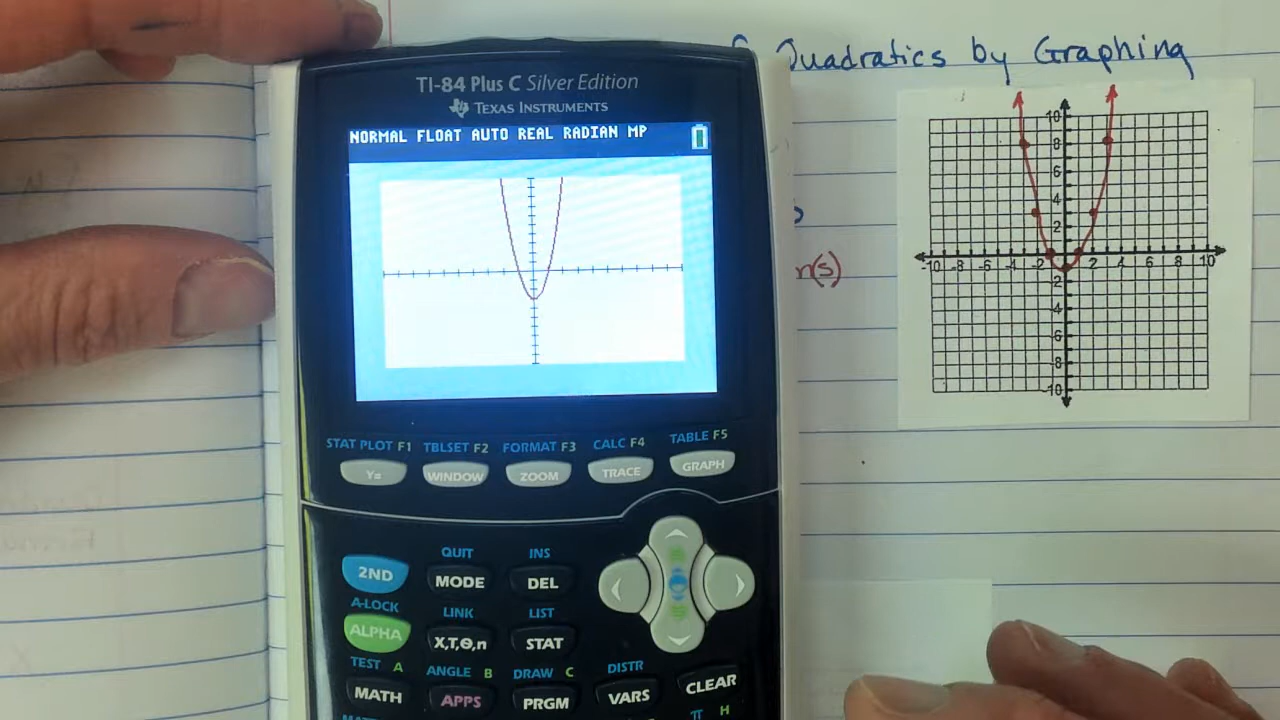 Quadratics by Graphing
TI-84 Plus C Silver Edition
TEXAS INSTRUMENTS
NORMAL FLOAT AUTO REAL RADIAN MP
10
8
6
4
2
-10 -8 -6 -4 -2 2 4 6 8 10
-2
-4
-6
-8
-10
n(s)
STAT PLOT F1 TBLSET F2 FORMAT F3 CALC F4 TABLE F5
Y= WINDOW ZOOM TRACE GRAPH
QUIT INS
2ND MODE DEL
A-LOCK LINK LIST
ALPHA X,T,θ,n STAT
TEST A ANGLE B DRAW C DISTR
MATH APPS PRGM VARS CLEAR
π H